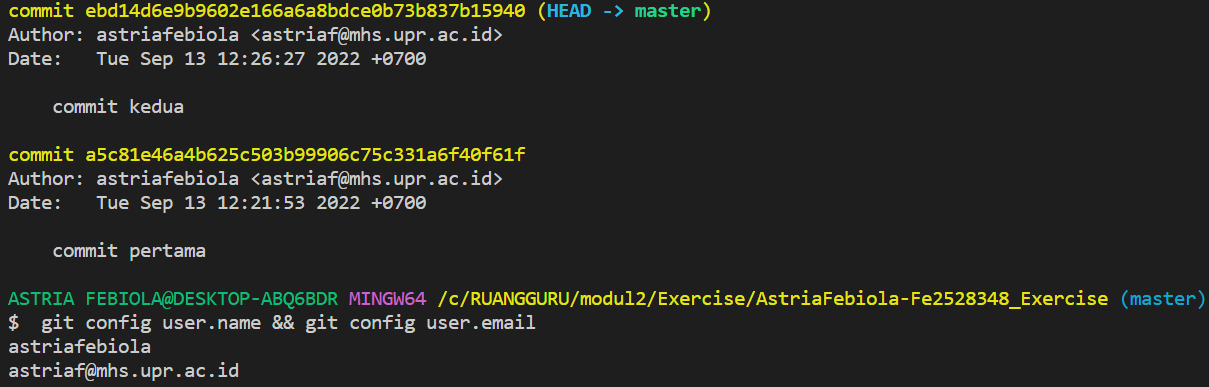 commit ebd14d6e9b9602e166a6a8bdce0b73b837b15940 (HEAD -> master)
Author: astriafebiola <astriaf@mhs.upr.ac.id>
Date:   Tue Sep 13 12:26:27 2022 +0700
    commit kedua
commit a5c81e46a4b625c503b99906c75c331a6f40f61f
Author: astriafebiola <astriaf@mhs.upr.ac.id>
Date:   Tue Sep 13 12:21:53 2022 +0700
    commit pertama
ASTRIA FEBIOLA@DESKTOP-ABQ6BDR MINGW64 /c/RUANGGURU/modul2/Exercise/AstriaFebiola-Fe2528348_Exercise (master)
$  git config user.name && git config user.email
astriafebiola
astriaf@mhs.upr.ac.id